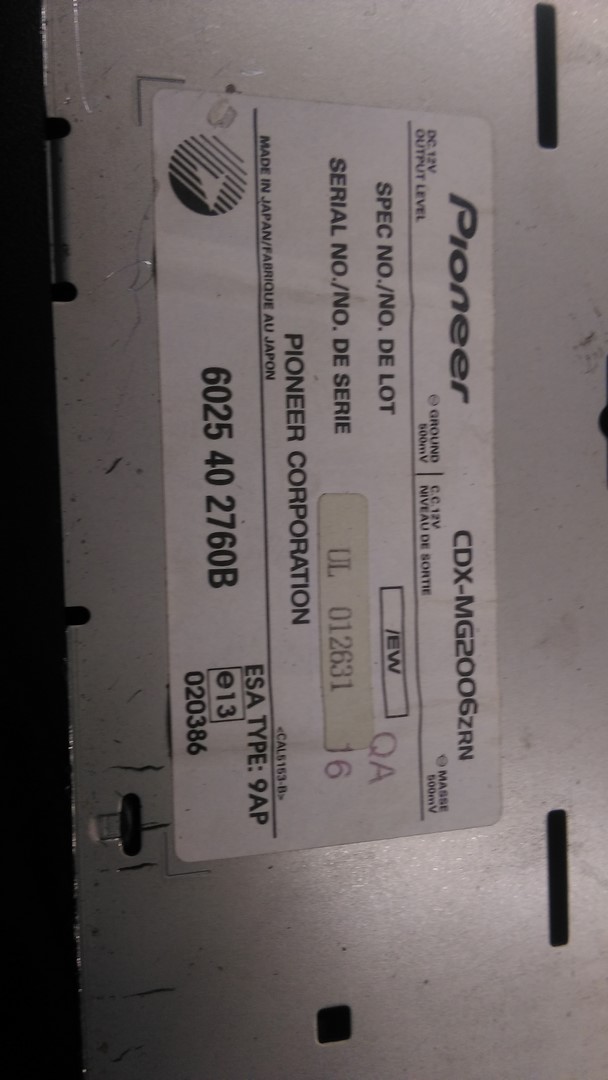 Pioneer CDX-MG2006ZRN
DC.12V ⊖ GROUND C.C.12V ⊖ MASSE
OUTPUT LEVEL 500mV NIVEAU DE SORTIE 500mV
SPEC NO./NO. DE LOT /EW QA
SERIAL NO./NO. DE SERIE UL 012631 16
PIONEER CORPORATION <CAL5153-B>
MADE IN JAPAN/FABRIQUE AU JAPON
ESA TYPE: 9AP
6025 40 2760B e13
020386